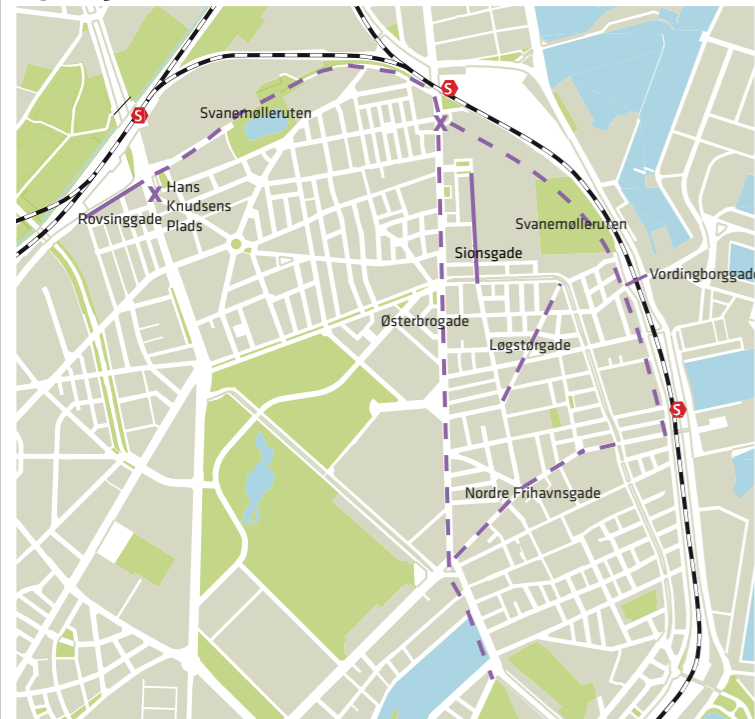 S
S
Svanemølleruten
Hans
Knudsens
Plads
Rovsinggade
Svanemølleruten
Sionsgade
Vordingborggade
Østerbrogade
Løgstørgade
S
Nordre Frihavnsgade